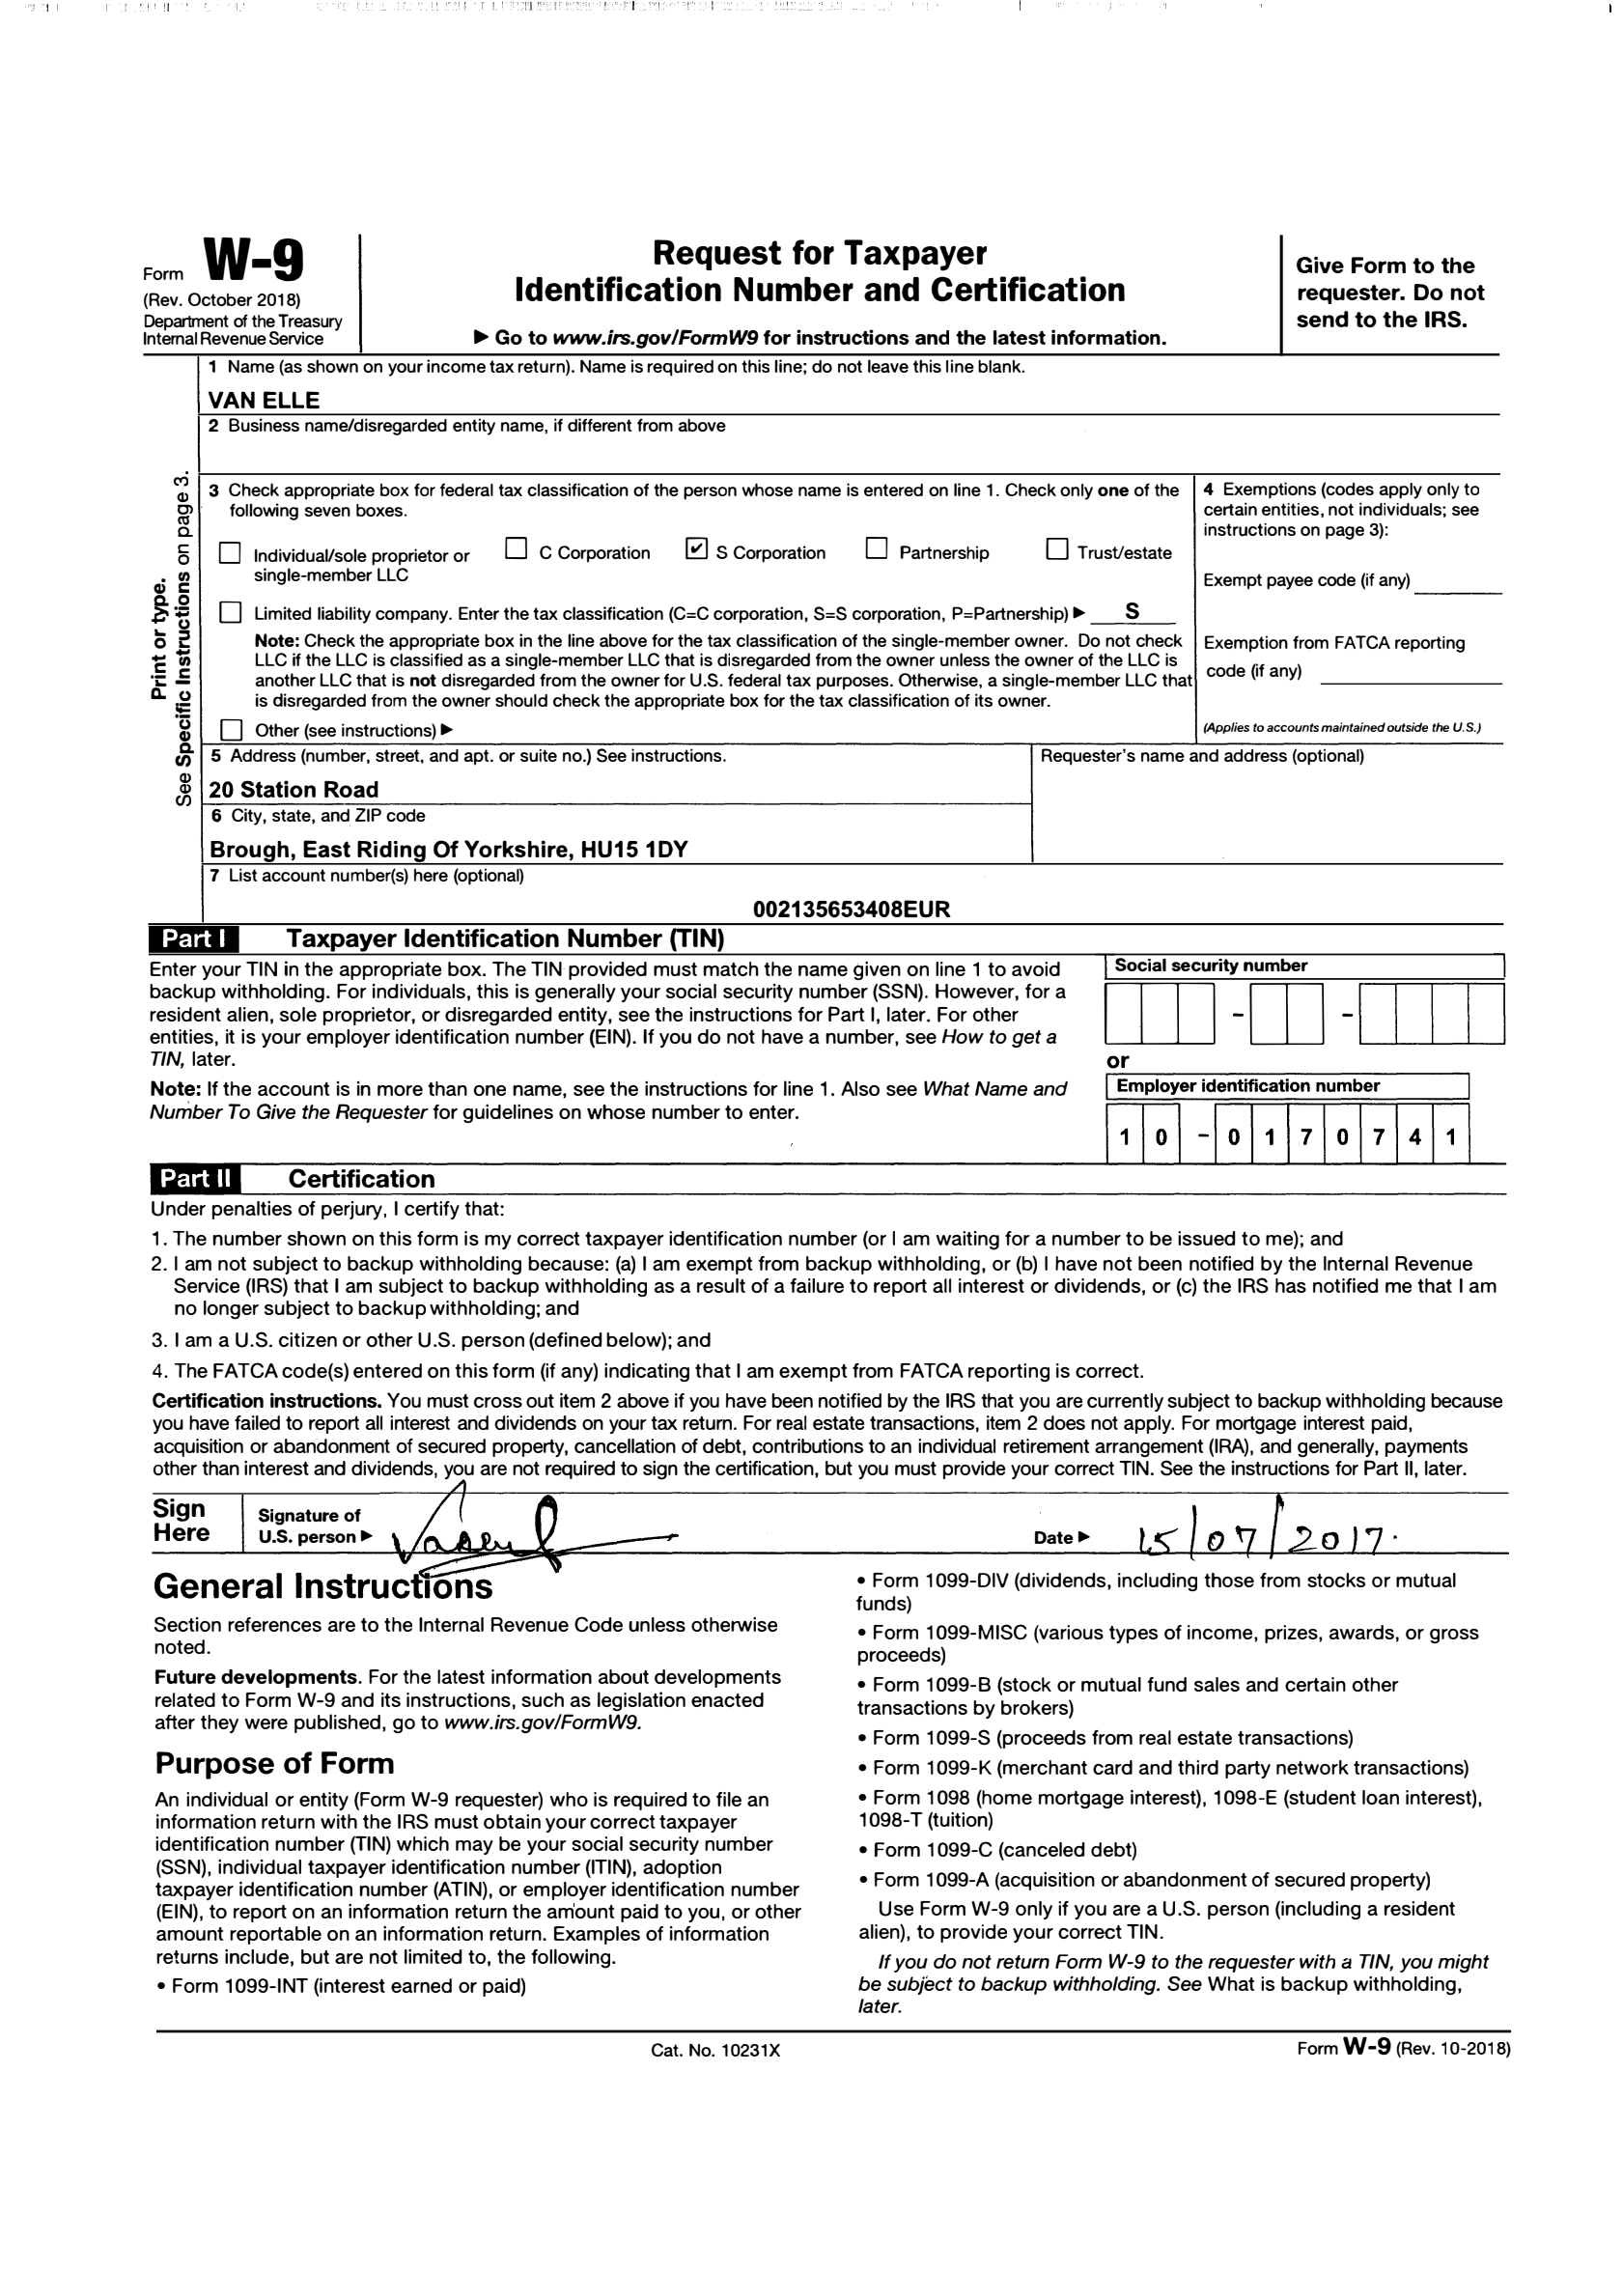 Form W-9
(Rev. October 2018)
Department of the Treasury
Internal Revenue Service
Request for Taxpayer
Identification Number and Certification
▶ Go to www.irs.gov/FormW9 for instructions and the latest information.
Give Form to the
requester. Do not
send to the IRS.
Print or type.
See Specific Instructions on page 3.
1 Name (as shown on your income tax return). Name is required on this line; do not leave this line blank.
VAN ELLE
2 Business name/disregarded entity name, if different from above
3 Check appropriate box for federal tax classification of the person whose name is entered on line 1. Check only one of the
following seven boxes.
Individual/sole proprietor or
single-member LLC
C Corporation
✔ S Corporation
Partnership
Trust/estate
Limited liability company. Enter the tax classification (C=C corporation, S=S corporation, P=Partnership) ▶ S
Note: Check the appropriate box in the line above for the tax classification of the single-member owner. Do not check
LLC if the LLC is classified as a single-member LLC that is disregarded from the owner unless the owner of the LLC is
another LLC that is not disregarded from the owner for U.S. federal tax purposes. Otherwise, a single-member LLC that
is disregarded from the owner should check the appropriate box for the tax classification of its owner.
Other (see instructions) ▶
4 Exemptions (codes apply only to
certain entities, not individuals; see
instructions on page 3):
Exempt payee code (if any)
Exemption from FATCA reporting
code (if any)
(Applies to accounts maintained outside the U.S.)
5 Address (number, street, and apt. or suite no.) See instructions.
20 Station Road
6 City, state, and ZIP code
Brough, East Riding Of Yorkshire, HU15 1DY
Requester's name and address (optional)
7 List account number(s) here (optional)
002135653408EUR
Part I Taxpayer Identification Number (TIN)
Enter your TIN in the appropriate box. The TIN provided must match the name given on line 1 to avoid
backup withholding. For individuals, this is generally your social security number (SSN). However, for a
resident alien, sole proprietor, or disregarded entity, see the instructions for Part I, later. For other
entities, it is your employer identification number (EIN). If you do not have a number, see How to get a
TIN, later.
Note: If the account is in more than one name, see the instructions for line 1. Also see What Name and
Number To Give the Requester for guidelines on whose number to enter.
Social security number
– –
or
Employer identification number
1 0 – 0 1 7 0 7 4 1
Part II Certification
Under penalties of perjury, I certify that:
1. The number shown on this form is my correct taxpayer identification number (or I am waiting for a number to be issued to me); and
2. I am not subject to backup withholding because: (a) I am exempt from backup withholding, or (b) I have not been notified by the Internal Revenue
Service (IRS) that I am subject to backup withholding as a result of a failure to report all interest or dividends, or (c) the IRS has notified me that I am
no longer subject to backup withholding; and
3. I am a U.S. citizen or other U.S. person (defined below); and
4. The FATCA code(s) entered on this form (if any) indicating that I am exempt from FATCA reporting is correct.
Certification instructions. You must cross out item 2 above if you have been notified by the IRS that you are currently subject to backup withholding because
you have failed to report all interest and dividends on your tax return. For real estate transactions, item 2 does not apply. For mortgage interest paid,
acquisition or abandonment of secured property, cancellation of debt, contributions to an individual retirement arrangement (IRA), and generally, payments
other than interest and dividends, you are not required to sign the certification, but you must provide your correct TIN. See the instructions for Part II, later.
Sign
Here
Signature of
U.S. person ▶
Date ▶ 15/07/2017.
General Instructions
Section references are to the Internal Revenue Code unless otherwise
noted.
Future developments. For the latest information about developments
related to Form W-9 and its instructions, such as legislation enacted
after they were published, go to www.irs.gov/FormW9.
Purpose of Form
An individual or entity (Form W-9 requester) who is required to file an
information return with the IRS must obtain your correct taxpayer
identification number (TIN) which may be your social security number
(SSN), individual taxpayer identification number (ITIN), adoption
taxpayer identification number (ATIN), or employer identification number
(EIN), to report on an information return the amount paid to you, or other
amount reportable on an information return. Examples of information
returns include, but are not limited to, the following.
• Form 1099-INT (interest earned or paid)
• Form 1099-DIV (dividends, including those from stocks or mutual
funds)
• Form 1099-MISC (various types of income, prizes, awards, or gross
proceeds)
• Form 1099-B (stock or mutual fund sales and certain other
transactions by brokers)
• Form 1099-S (proceeds from real estate transactions)
• Form 1099-K (merchant card and third party network transactions)
• Form 1098 (home mortgage interest), 1098-E (student loan interest),
1098-T (tuition)
• Form 1099-C (canceled debt)
• Form 1099-A (acquisition or abandonment of secured property)
Use Form W-9 only if you are a U.S. person (including a resident
alien), to provide your correct TIN.
If you do not return Form W-9 to the requester with a TIN, you might
be subject to backup withholding. See What is backup withholding,
later.
Cat. No. 10231X
Form W-9 (Rev. 10-2018)